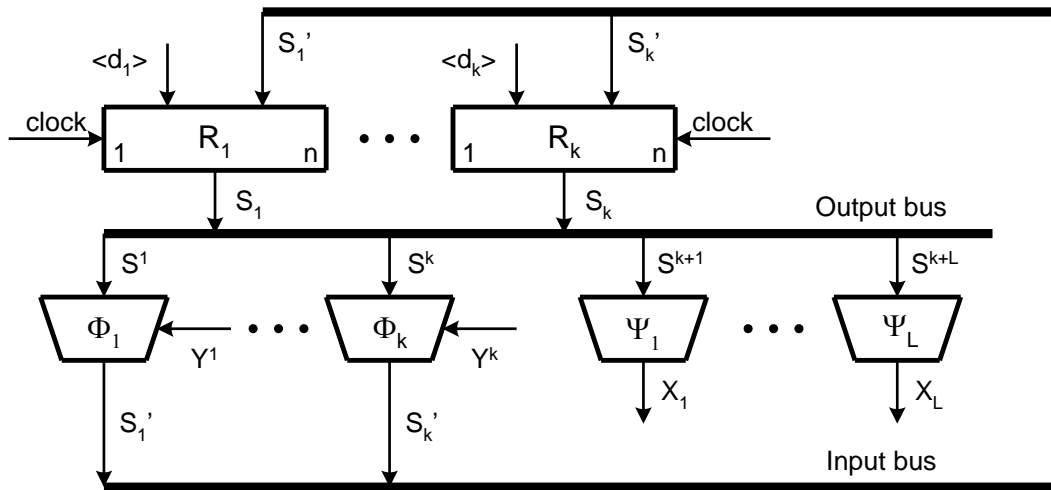 S1’ Sk’
<d1> <dk>
clock R1 Rk clock
1 n • • • 1 n
S1 Sk
Output bus
S1 Sk Sk+1 Sk+L
Φ1 • • • Φk Ψ1 • • • ΨL
Y1 Yk
X1 XL
S1’ Sk’
Input bus